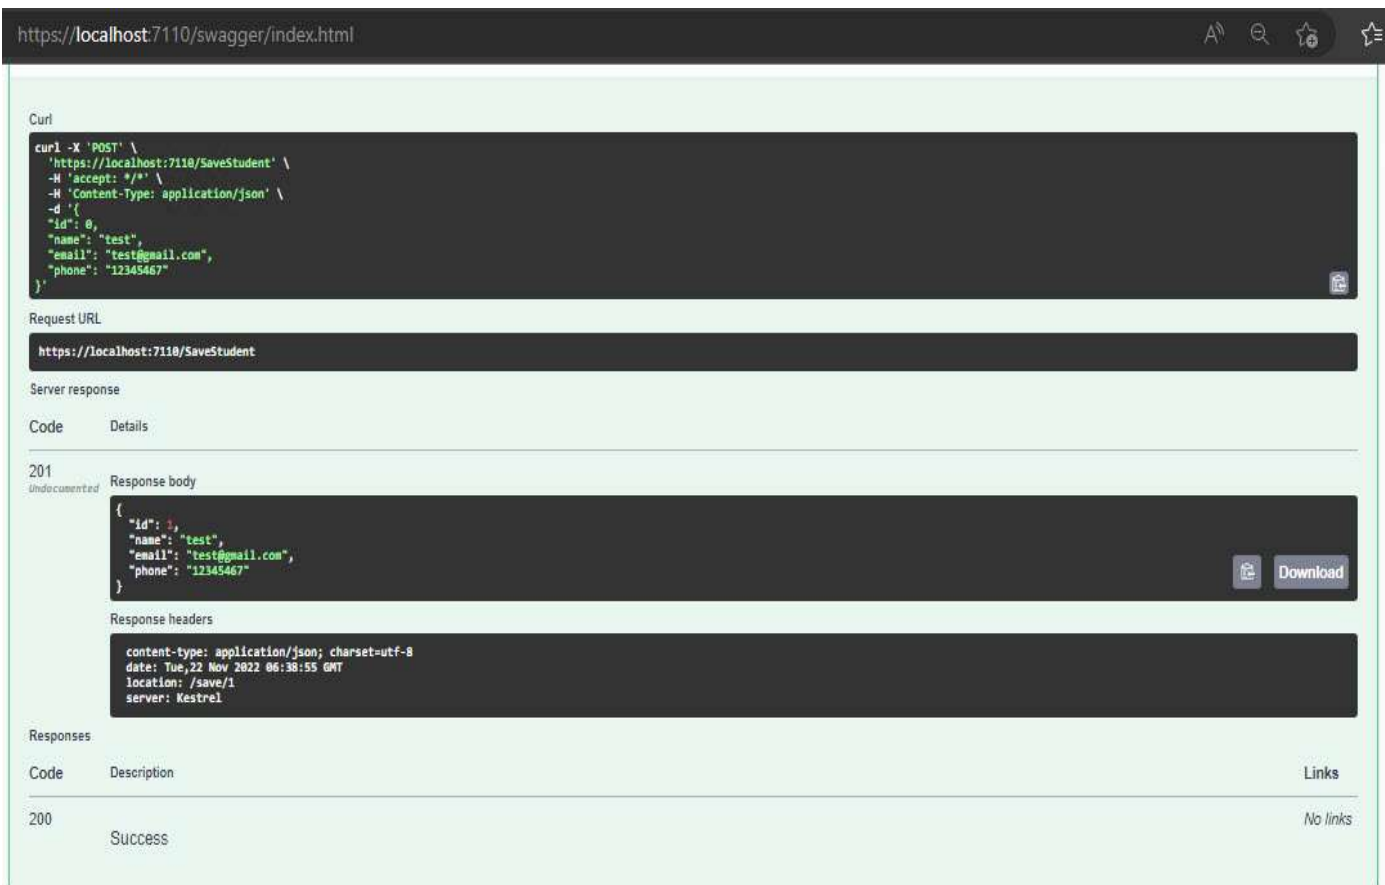 https://localhost:7110/swagger/index.html
Curl
curl -X 'POST' \
'https://localhost:7110/SaveStudent' \
-H 'accept: */*' \
-H 'Content-Type: application/json' \
-d '{
"id": 0,
"name": "test",
"email": "test@gmail.com",
"phone": "12345467"
}'
Request URL
https://localhost:7110/SaveStudent
Server response
Code Details
201
Undocumented
Response body
{
"id": 1,
"name": "test",
"email": "test@gmail.com",
"phone": "12345467"
}
Download
Response headers
content-type: application/json; charset=utf-8
date: Tue,22 Nov 2022 06:38:55 GMT
location: /save/1
server: Kestrel
Responses
Code Description Links
200 No links
Success